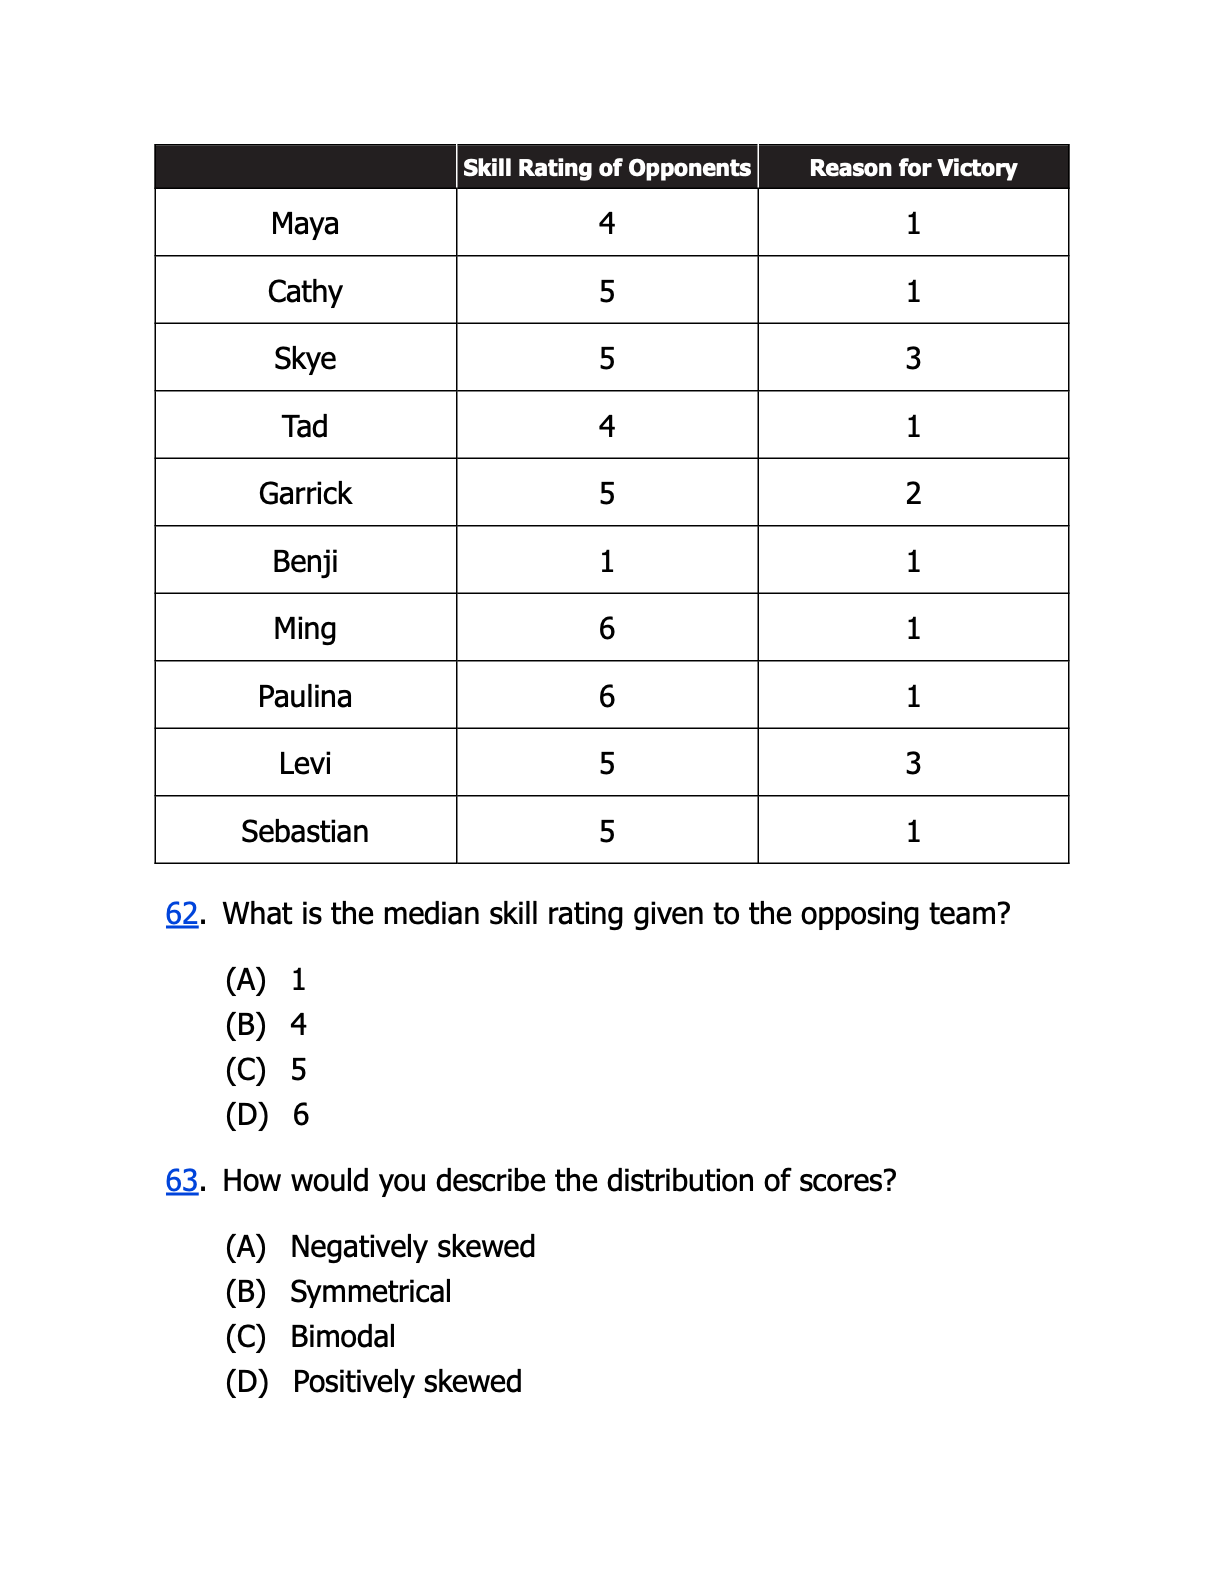 Skill Rating of Opponents Reason for Victory
Maya 4 1
Cathy 5 1
Skye 5 3
Tad 4 1
Garrick 5 2
Benji 1 1
Ming 6 1
Paulina 6 1
Levi 5 3
Sebastian 5 1
62. What is the median skill rating given to the opposing team?
(A) 1
(B) 4
(C) 5
(D) 6
63. How would you describe the distribution of scores?
(A) Negatively skewed
(B) Symmetrical
(C) Bimodal
(D) Positively skewed